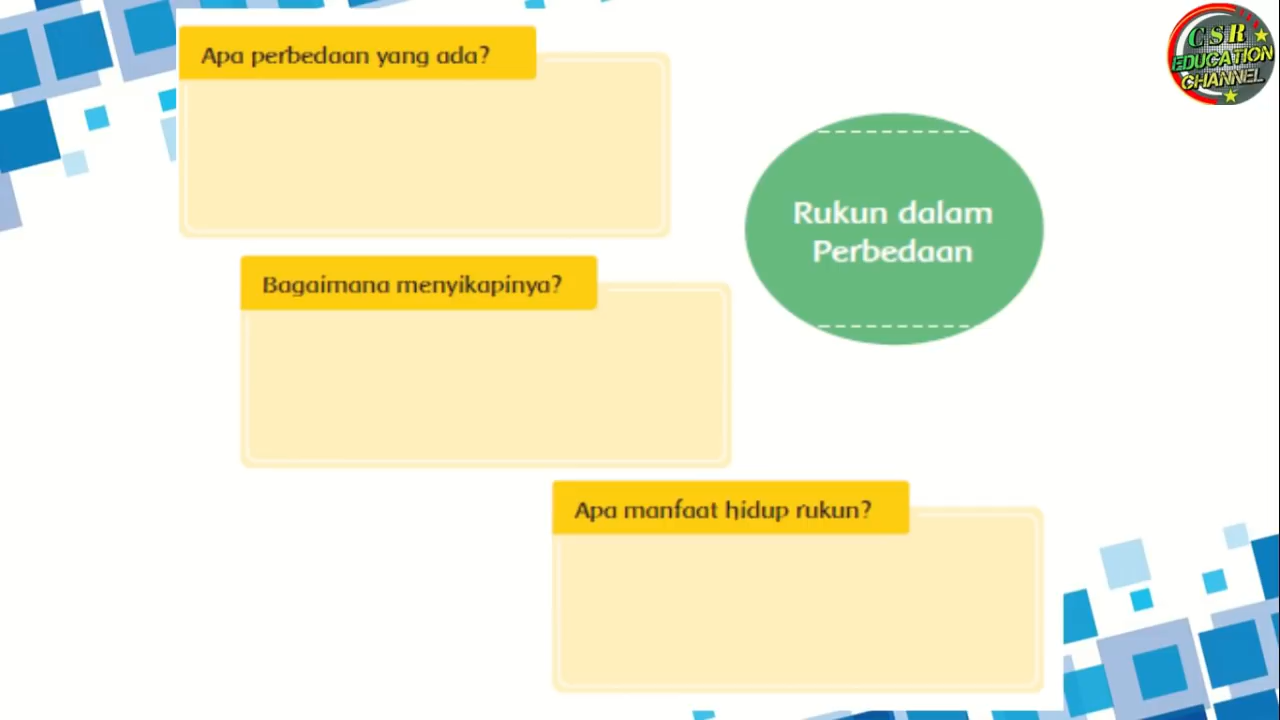 Apa perbedaan yang ada?
CSR
EDUCATION
CHANNEL
Rukun dalam
Perbedaan
Bagaimana menyikapinya?
Apa manfaat hidup rukun?